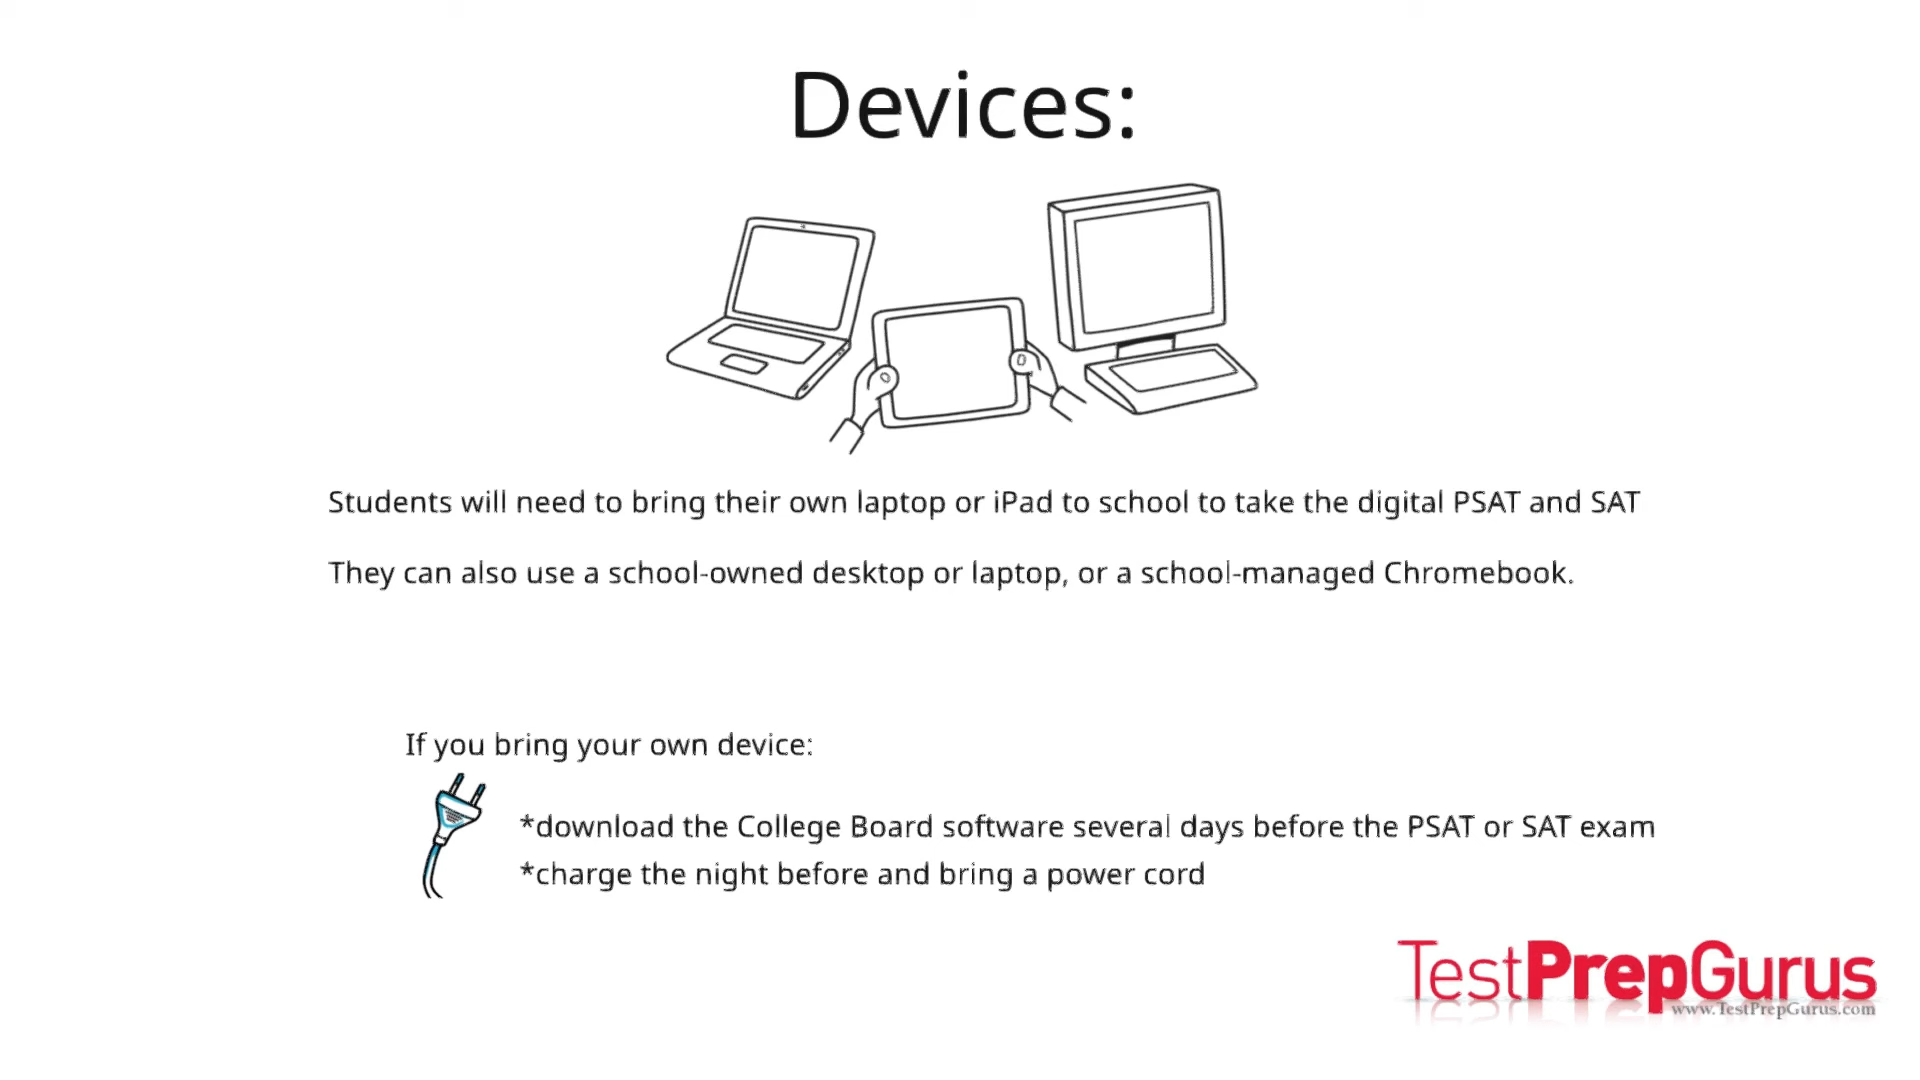 Devices:
Students will need to bring their own laptop or iPad to school to take the digital PSAT and SAT
They can also use a school-owned desktop or laptop, or a school-managed Chromebook.
If you bring your own device:
*download the College Board software several days before the PSAT or SAT exam
*charge the night before and bring a power cord
TestPrepGurus
www.TestPrepGurus.com